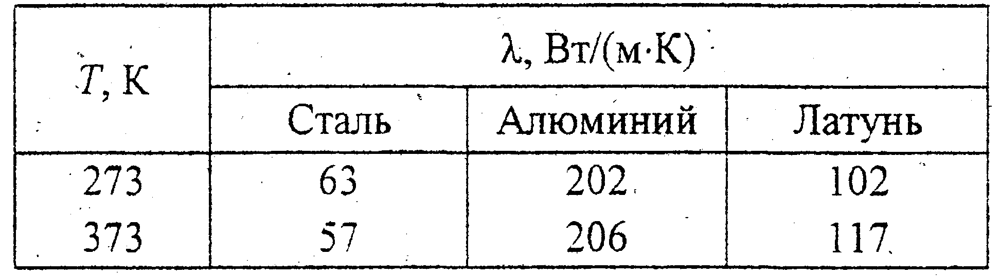 T, К
λ, Вт/(м·К)
Сталь Алюминий Латунь
273 63 202 102
373 57 206 117